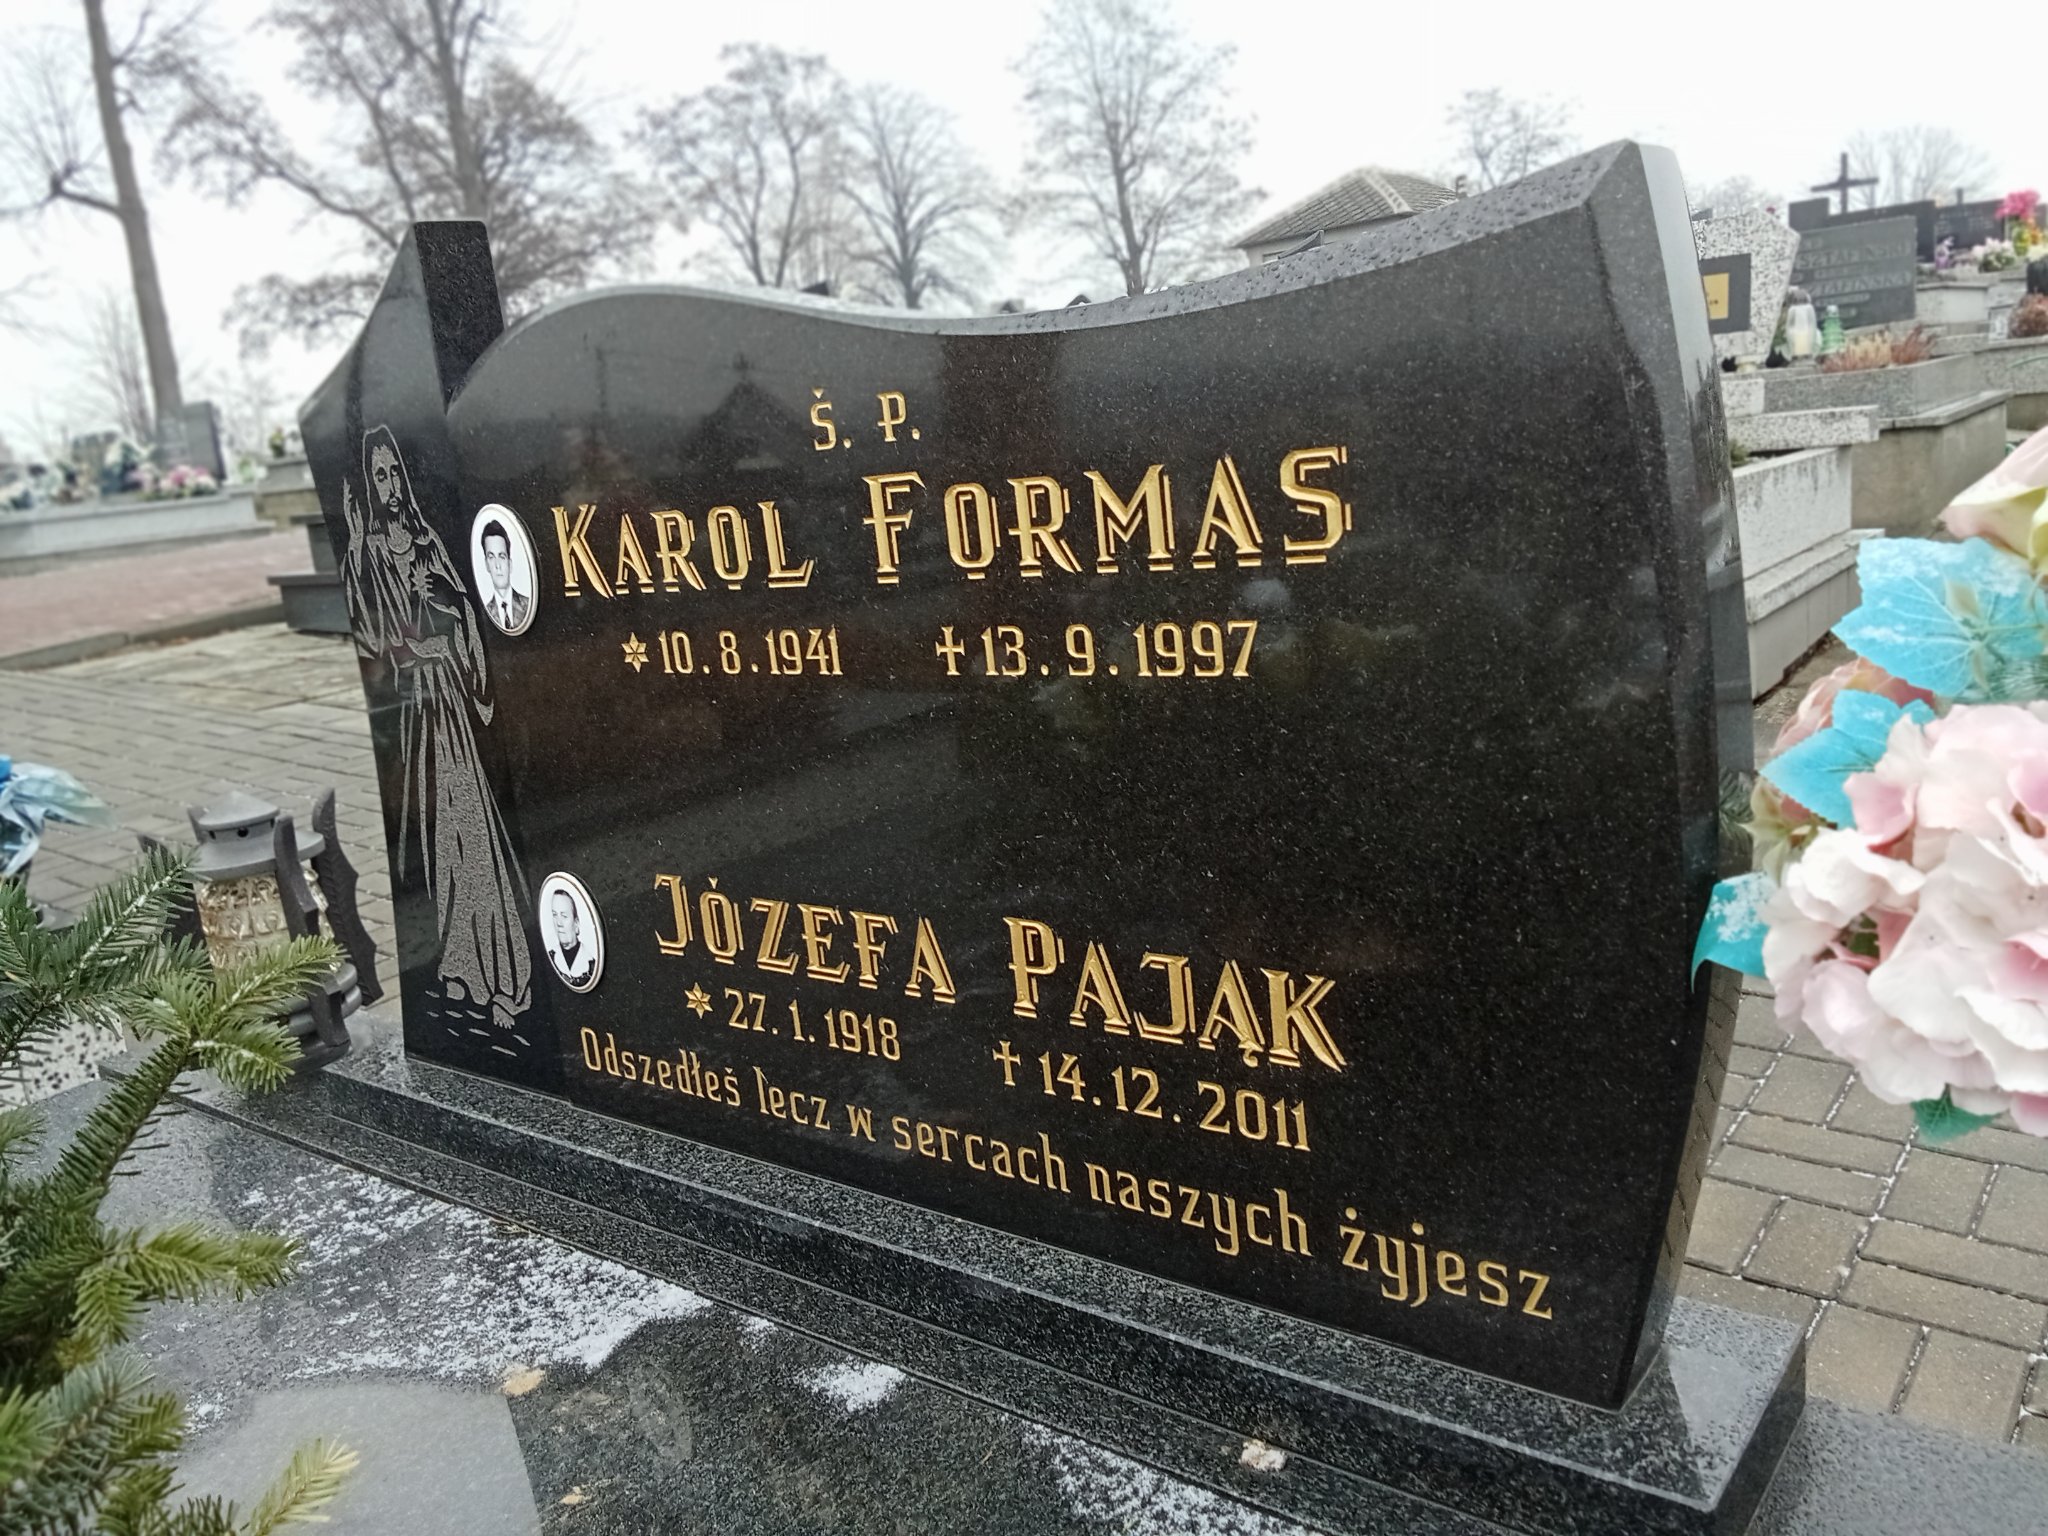 Ś. P.
KAROL FORMAS
*10.8.1941 ✝13.9.1997
JÓZEFA PAJĄK
*27.1.1918 ✝14.12.2011
Odszedłeś lecz w sercach naszych żyjesz